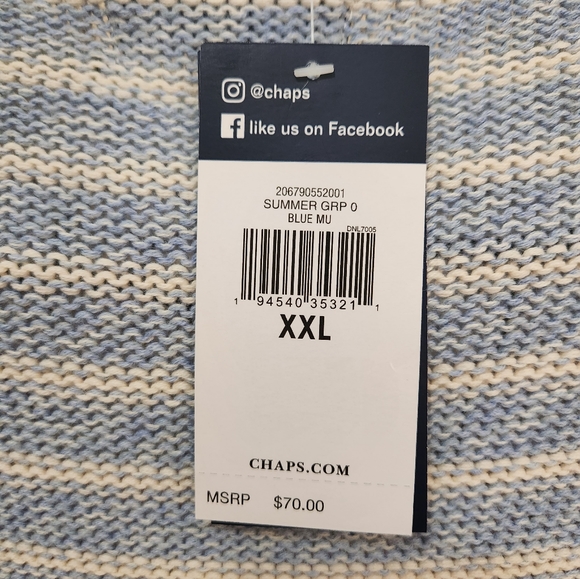 @chaps
f like us on Facebook
206790552001
SUMMER GRP 0
BLUE MU
DNL7005
1 94540 35321 1
XXL
CHAPS.COM
MSRP $70.00